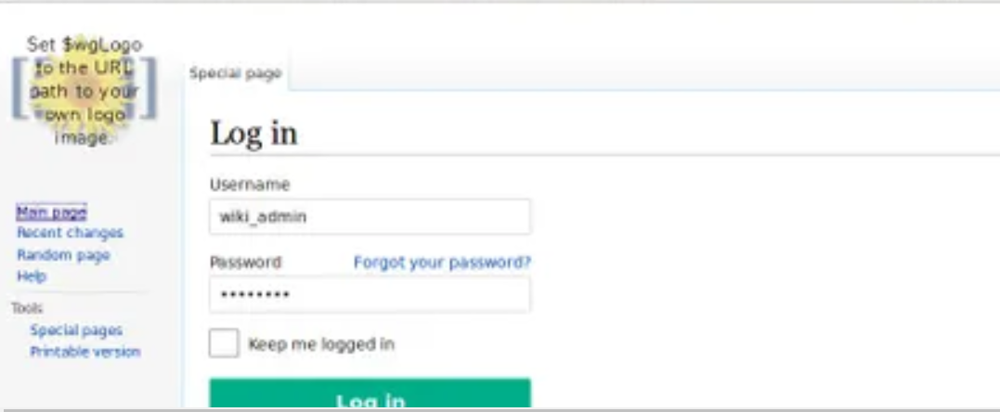 Set $wgLogo
to the URL
path to your
own logo
image.
Special page
Log in
Username
wiki_admin
Password Forgot your password?
••••••••
Keep me logged in
Log in
Main page
Recent changes
Random page
Help
Tools
Special pages
Printable version